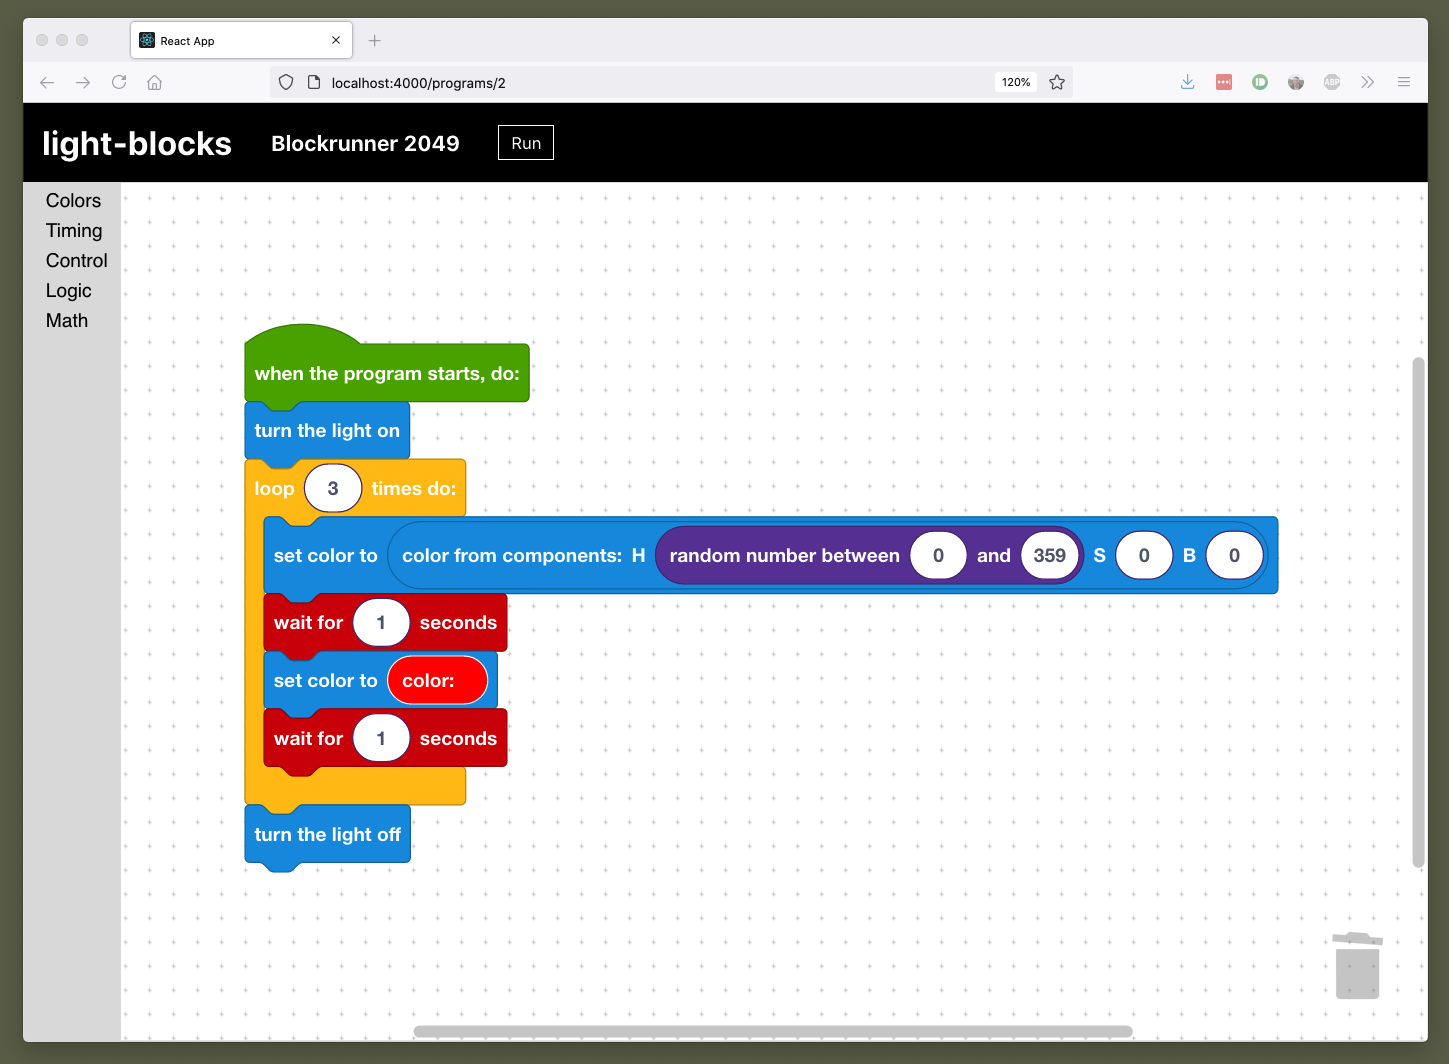 React App
localhost:4000/programs/2
120%
ABP
light-blocks
Blockrunner 2049
Run
Colors
Timing
Control
Logic
Math
when the program starts, do:
turn the light on
loop 3 times do:
set color to color from components: H random number between 0 and 359 S 0 B 0
wait for 1 seconds
set color to color:
wait for 1 seconds
turn the light off